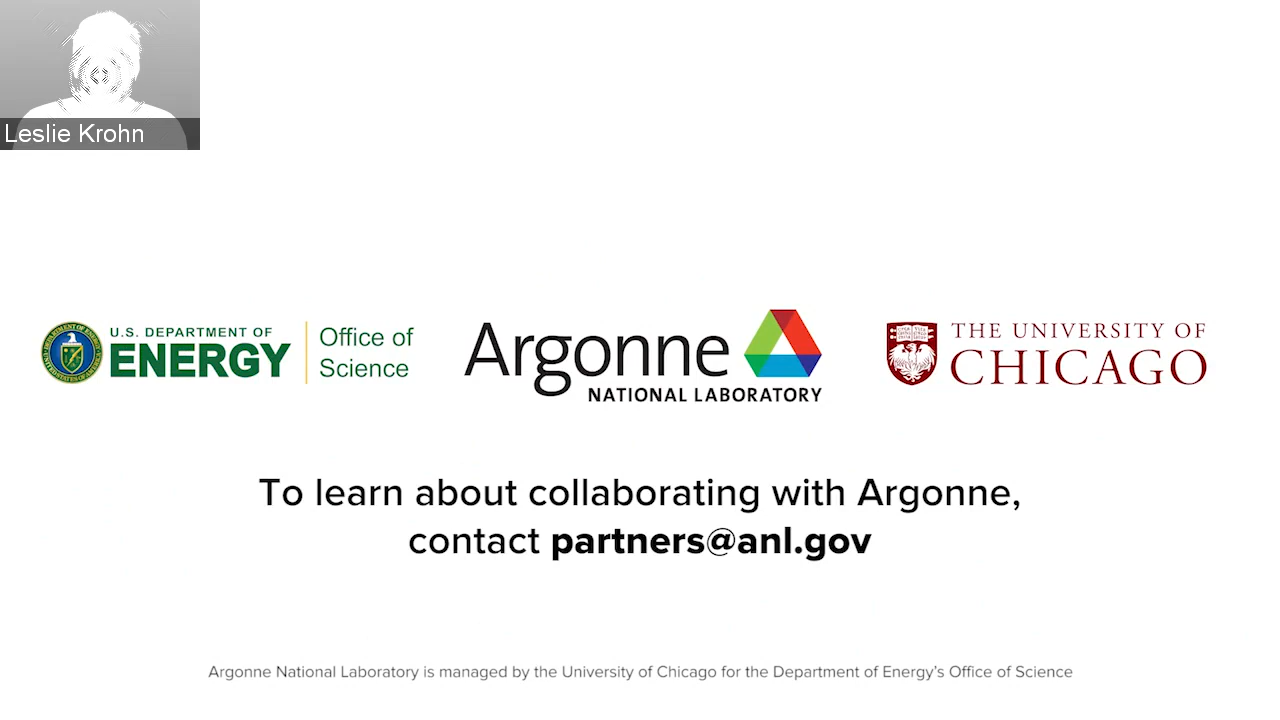 Leslie Krohn
U.S. DEPARTMENT OF
ENERGY
Office of
Science
Argonne
NATIONAL LABORATORY
THE UNIVERSITY OF
CHICAGO
To learn about collaborating with Argonne,
contact partners@anl.gov
Argonne National Laboratory is managed by the University of Chicago for the Department of Energy's Office of Science